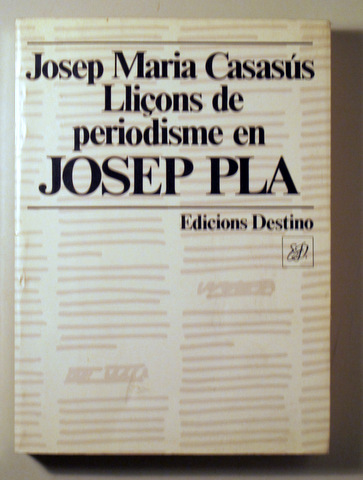 Josep Maria Casasús
Lliçons de
periodisme en
JOSEP PLA
Edicions Destino